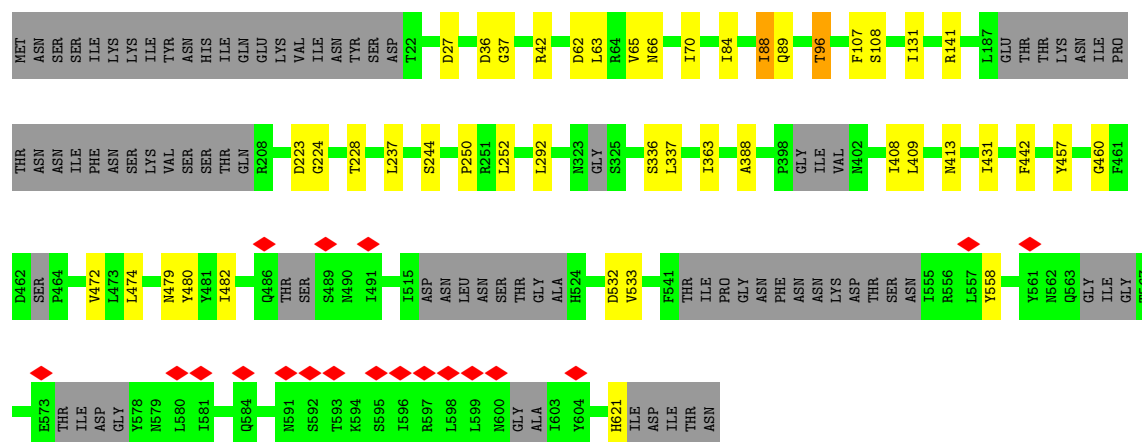 MET ASN SER SER ILE LYS LYS ILE TYR ASN HIS ILE GLN GLU LYS VAL ILE ASN TYR SER ASP T22 D27 D36 G37 R42 D62 L63 R64 V65 N66 I70 I84 I88 Q89 T96 F107 S108 I131 R141 L187 GLU THR THR LYS ASN ILE PRO
THR ASN ASN ILE PHE ASN SER LYS VAL SER SER THR GLN R208 D223 G224 T228 L237 S244 P250 R251 L252 L292 N323 GLY S325 S336 L337 I363 A388 P398 GLY ILE VAL N402 I408 L409 N413 I431 F442 Y457 G460 F461
D462 SER P464 V472 L473 L474 N479 Y480 Y481 I482 Q486 THR SER S489 N490 I491 I515 ASP ASN LEU ASN SER THR GLY ALA H524 D532 V533 F541 THR ILE PRO GLY ASN PHE ASN ASN LYS ASP THR SER ASN I555 R556 L557 Y558 Y561 N562 Q563 GLY ILE GLY
E573 THR ILE ASP GLY Y578 N579 L580 I581 Q584 N591 S592 T593 K594 S595 I596 R597 L598 L599 N600 GLY ALA I603 Y604 H621 ILE ASP ILE THR ASN